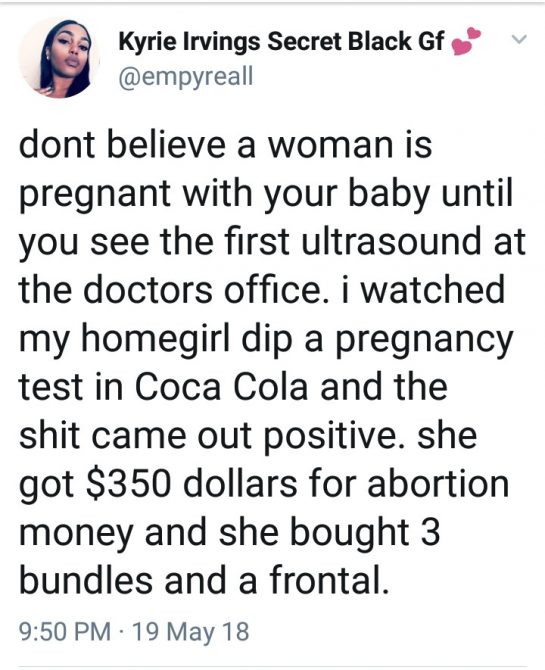 Kyrie Irvings Secret Black Gf 💕
@empyreall
dont believe a woman is
pregnant with your baby until
you see the first ultrasound at
the doctors office. i watched
my homegirl dip a pregnancy
test in Coca Cola and the
shit came out positive. she
got $350 dollars for abortion
money and she bought 3
bundles and a frontal.
9:50 PM · 19 May 18